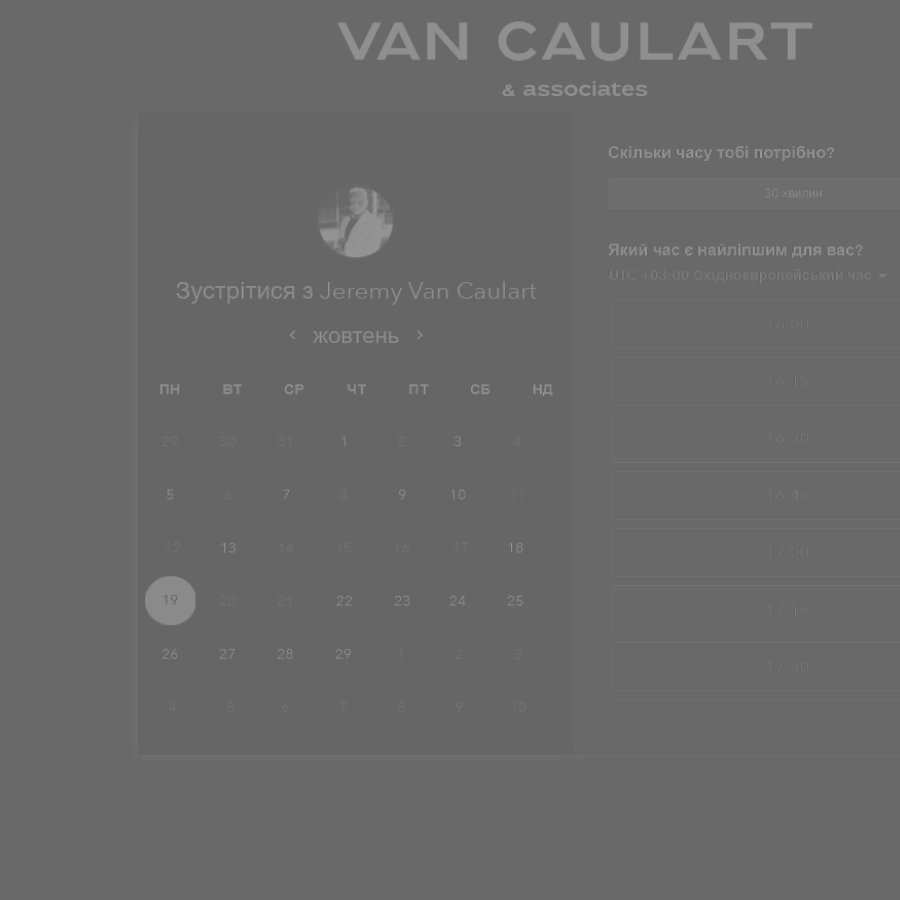 VAN CAULART
& associates
Зустрітися з Jeremy Van Caulart
жовтень
ПН ВТ СР ЧТ ПТ СБ НД
29 30 31 1 2 3 4
5 6 7 8 9 10 11
12 13 14 15 16 17 18
19 20 21 22 23 24 25
26 27 28 29 1 2 3
4 5 6 7 8 9 10
Скільки часу тобі потрібно?
30 хвилин
Який час є найліпшим для вас?
UTC +03:00 Східноєвропейський час
16:00
16:15
16:30
16:45
17:00
17:15
17:30